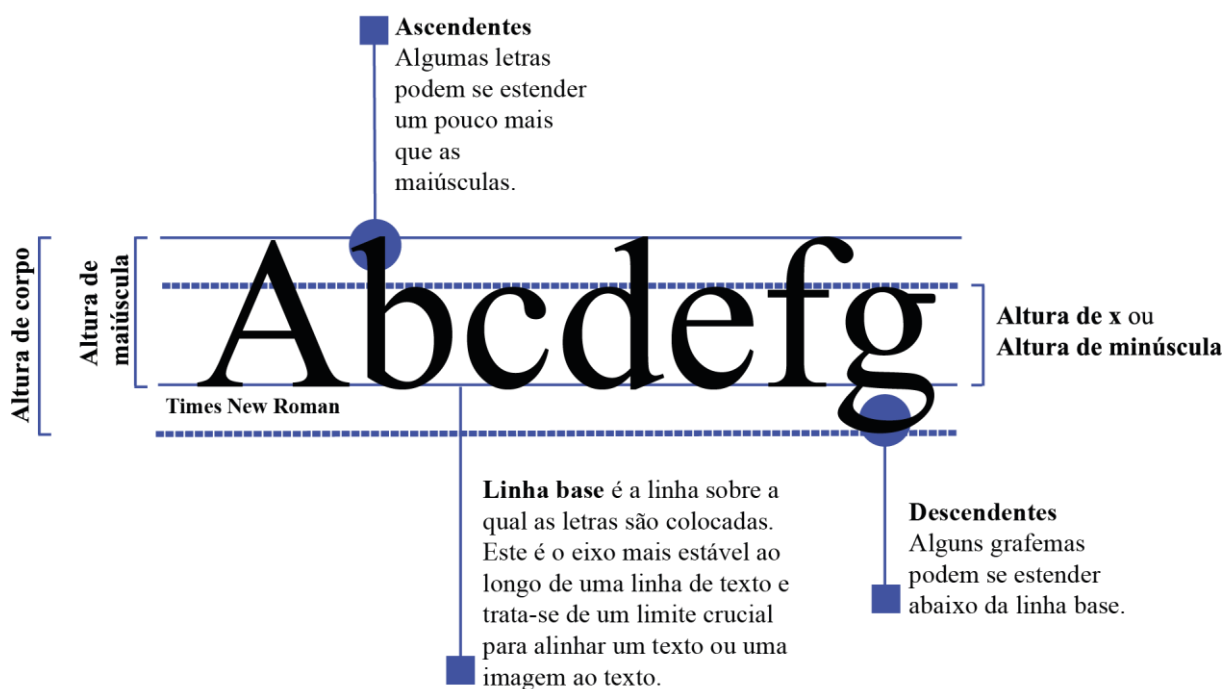 Ascendentes
Algumas letras
podem se estender
um pouco mais
que as
maiúsculas.
Altura de corpo
Altura de
maiúscula
Abcdefg
Altura de x ou
Altura de minúscula
Times New Roman
Linha base é a linha sobre a
qual as letras são colocadas.
Este é o eixo mais estável ao
longo de uma linha de texto e
trata-se de um limite crucial
para alinhar um texto ou uma
imagem ao texto.
Descendentes
Alguns grafemas
podem se estender
abaixo da linha base.